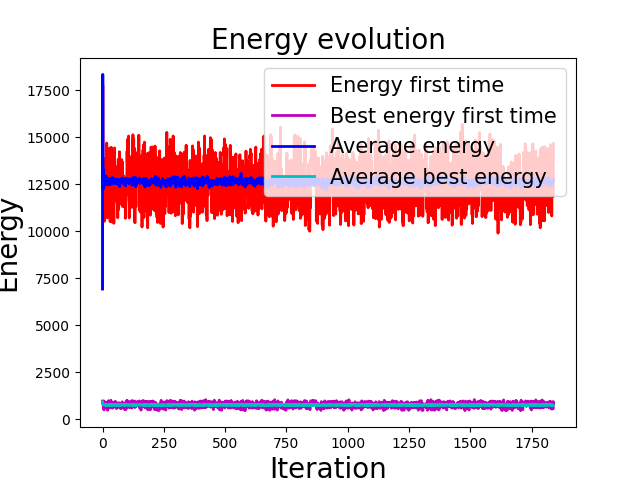 Energy evolution
Energy first time
Best energy first time
Average energy
Average best energy
Energy
17500
15000
12500
10000
7500
5000
2500
0
0 250 500 750 1000 1250 1500 1750
Iteration